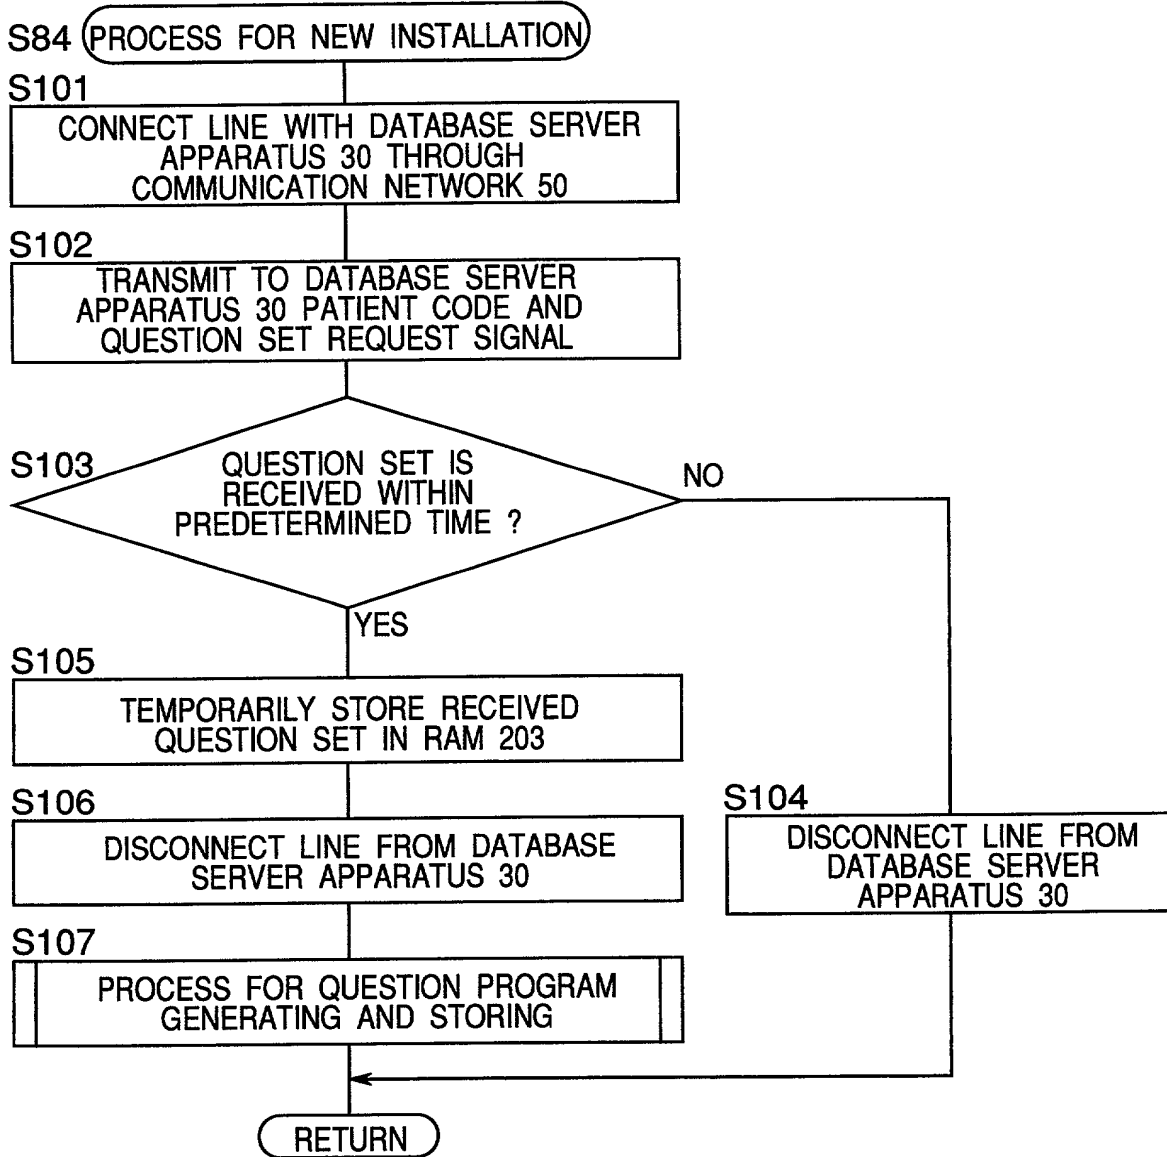 S84 PROCESS FOR NEW INSTALLATION
S101
CONNECT LINE WITH DATABASE SERVER
APPARATUS 30 THROUGH
COMMUNICATION NETWORK 50
S102
TRANSMIT TO DATABASE SERVER
APPARATUS 30 PATIENT CODE AND
QUESTION SET REQUEST SIGNAL
S103
QUESTION SET IS
RECEIVED WITHIN
PREDETERMINED TIME ?
NO
YES
S105
TEMPORARILY STORE RECEIVED
QUESTION SET IN RAM 203
S106
DISCONNECT LINE FROM DATABASE
SERVER APPARATUS 30
S104
DISCONNECT LINE FROM
DATABASE SERVER
APPARATUS 30
S107
PROCESS FOR QUESTION PROGRAM
GENERATING AND STORING
RETURN